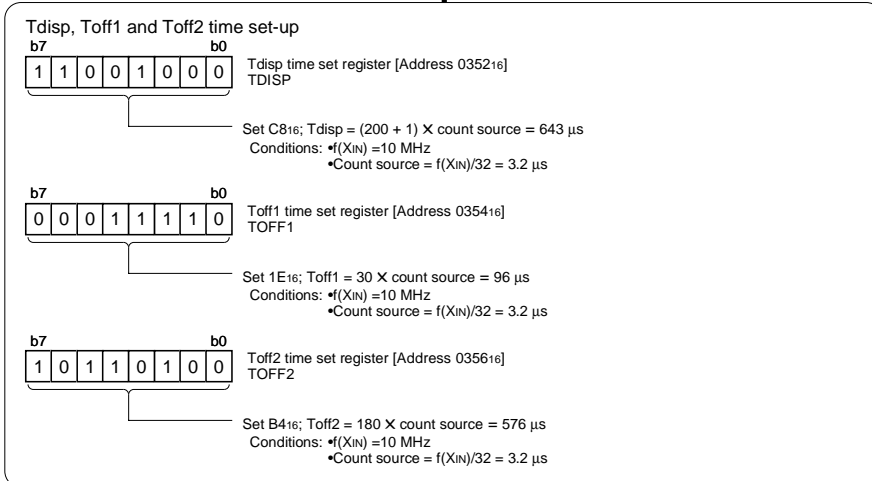 Tdisp, Toff1 and Toff2 time set-up
b7 b0
1 1 0 0 1 0 0 0
Tdisp time set register [Address 035216]
TDISP
Set C816; Tdisp = (200 + 1) × count source = 643 µs
Conditions: •f(XIN) =10 MHz
•Count source = f(XIN)/32 = 3.2 µs
b7 b0
0 0 0 1 1 1 1 0
Toff1 time set register [Address 035416]
TOFF1
Set 1E16; Toff1 = 30 × count source = 96 µs
Conditions: •f(XIN) =10 MHz
•Count source = f(XIN)/32 = 3.2 µs
b7 b0
1 0 1 1 0 1 0 0
Toff2 time set register [Address 035616]
TOFF2
Set B416; Toff2 = 180 × count source = 576 µs
Conditions: •f(XIN) =10 MHz
•Count source = f(XIN)/32 = 3.2 µs